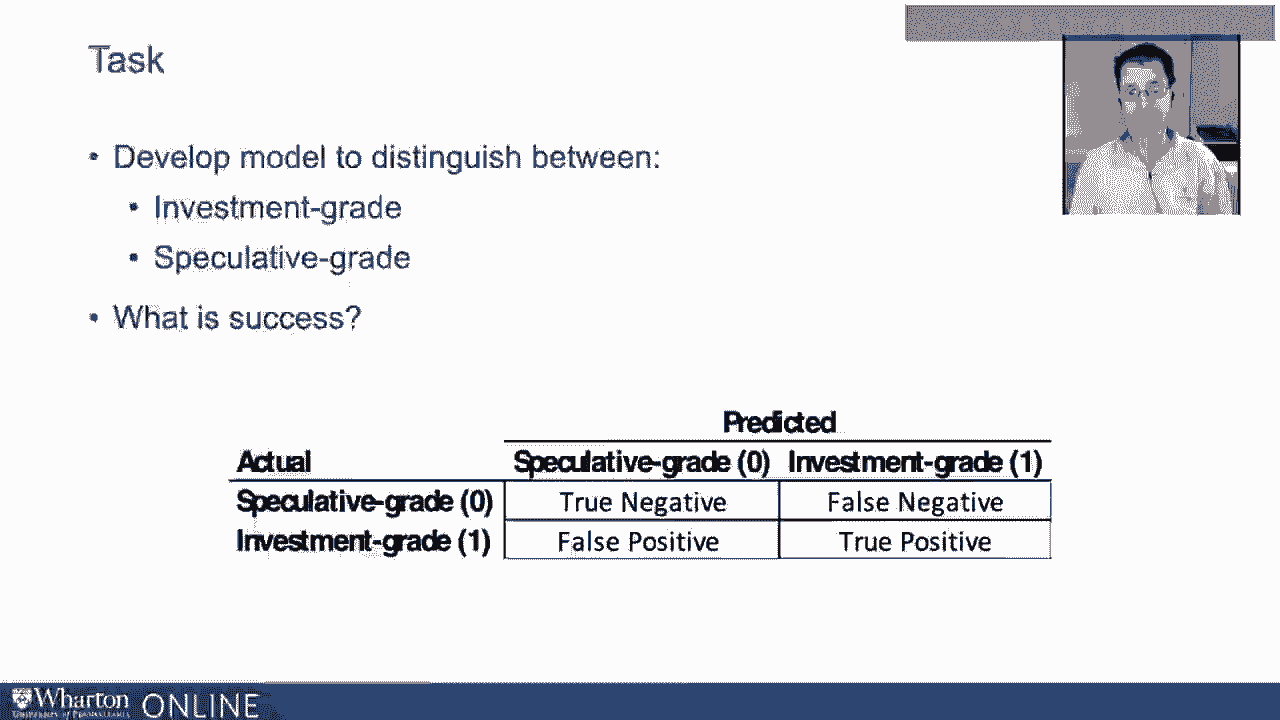 Task
• Develop model to distinguish between:
• Investment-grade
• Speculative-grade
• What is success?
Predicted
Actual Speculative-grade (0) Investment-grade (1)
Speculative-grade (0) True Negative False Negative
Investment-grade (1) False Positive True Positive
Wharton ONLINE
UNIVERSITY of PENNSYLVANIA